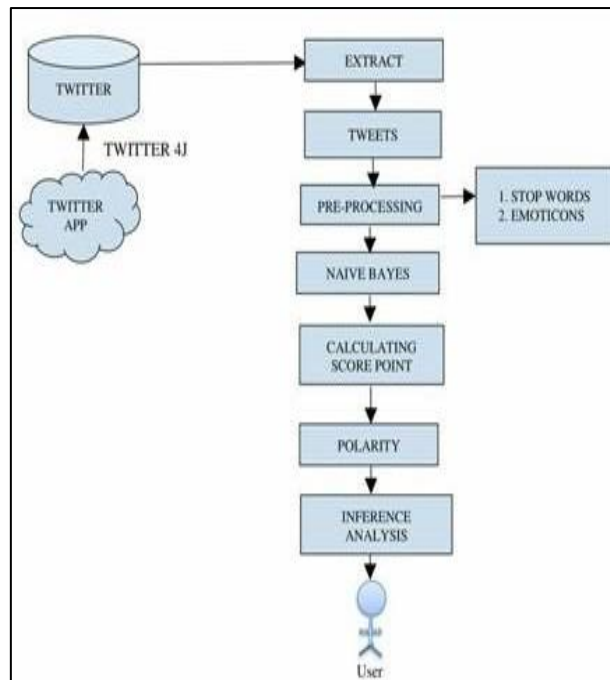 TWITTER
TWITTER 4J
TWITTER
APP
EXTRACT
TWEETS
PRE-PROCESSING
1. STOP WORDS
2. EMOTICONS
NAIVE BAYES
CALCULATING
SCORE POINT
POLARITY
INFERENCE
ANALYSIS
User